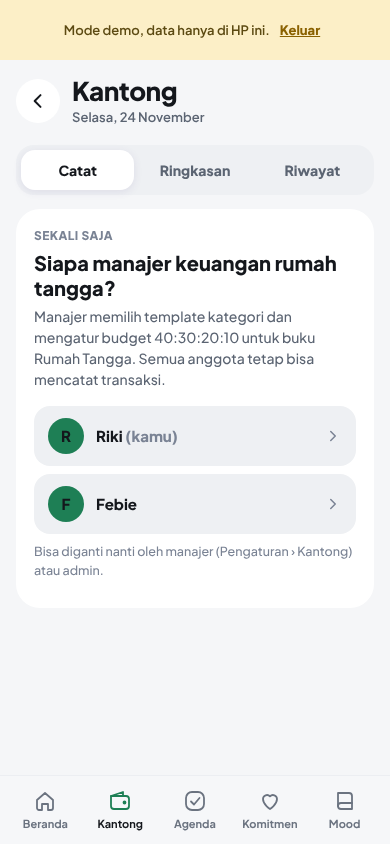 Mode demo, data hanya di HP ini. Keluar
Kantong
Selasa, 24 November
Catat
Ringkasan
Riwayat
SEKALI SAJA
Siapa manajer keuangan rumah
tangga?
Manajer memilih template kategori dan
mengatur budget 40:30:20:10 untuk buku
Rumah Tangga. Semua anggota tetap bisa
mencatat transaksi.
R
Riki (kamu)
F
Febie
Bisa diganti nanti oleh manajer (Pengaturan › Kantong)
atau admin.
Beranda
Kantong
Agenda
Komitmen
Mood